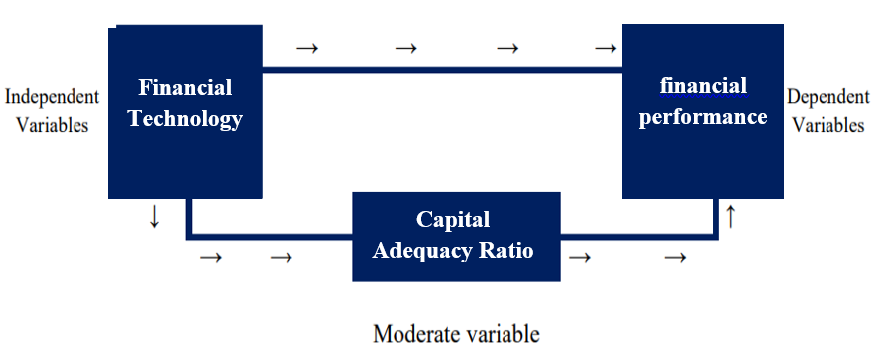 Independent
Variables
Financial
Technology
financial
performance
Dependent
Variables
Capital
Adequacy Ratio
Moderate variable